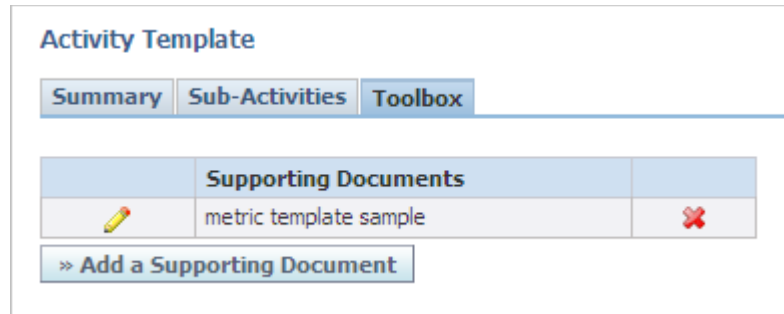 Activity Template
Summary Sub-Activities Toolbox
Supporting Documents
metric template sample
» Add a Supporting Document